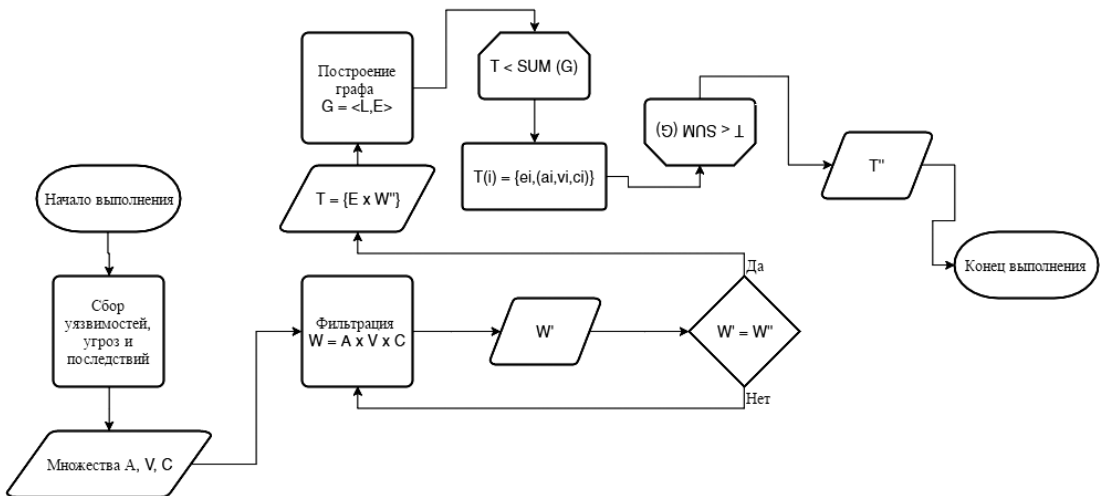 Начало выполнения
Сбор
уязвимостей,
угроз и
последствий
Множества A, V, C
Фильтрация
W = A x V x C
W'
W' = W"
Да
Нет
T = {E x W"}
Построение
графа
G = <L,E>
T < SUM (G)
T(i) = {ei,(ai,vi,ci)}
T < SUM (G)
T"
Конец выполнения